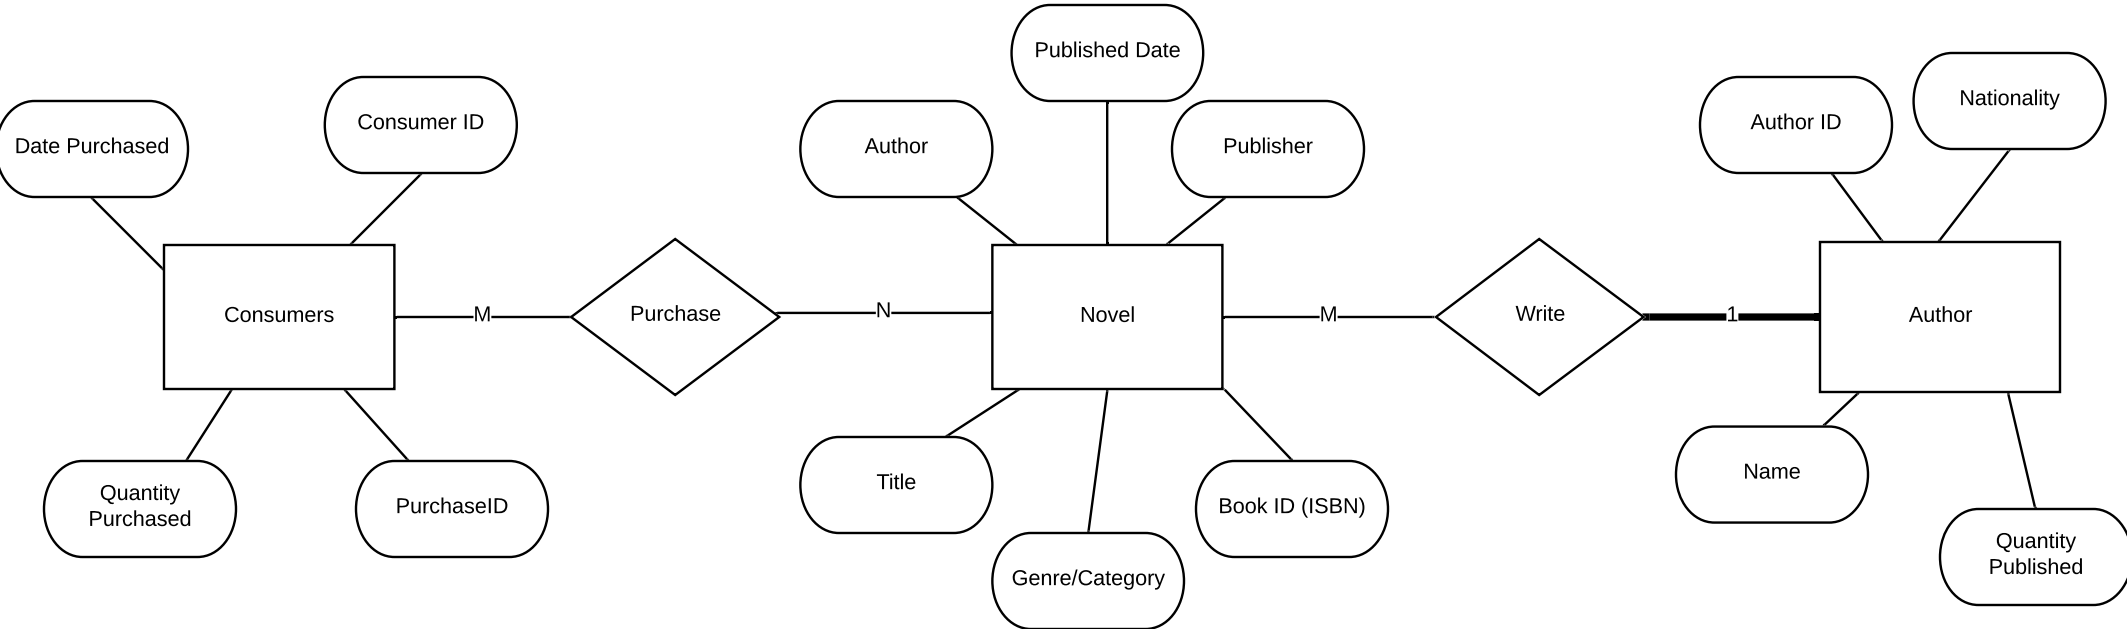 Published Date
Nationality
Date Purchased
Consumer ID
Author
Publisher
Author ID
Consumers
M
Purchase
N
Novel
M
Write
1
Author
Quantity
Purchased
PurchaseID
Title
Genre/Category
Book ID (ISBN)
Name
Quantity
Published